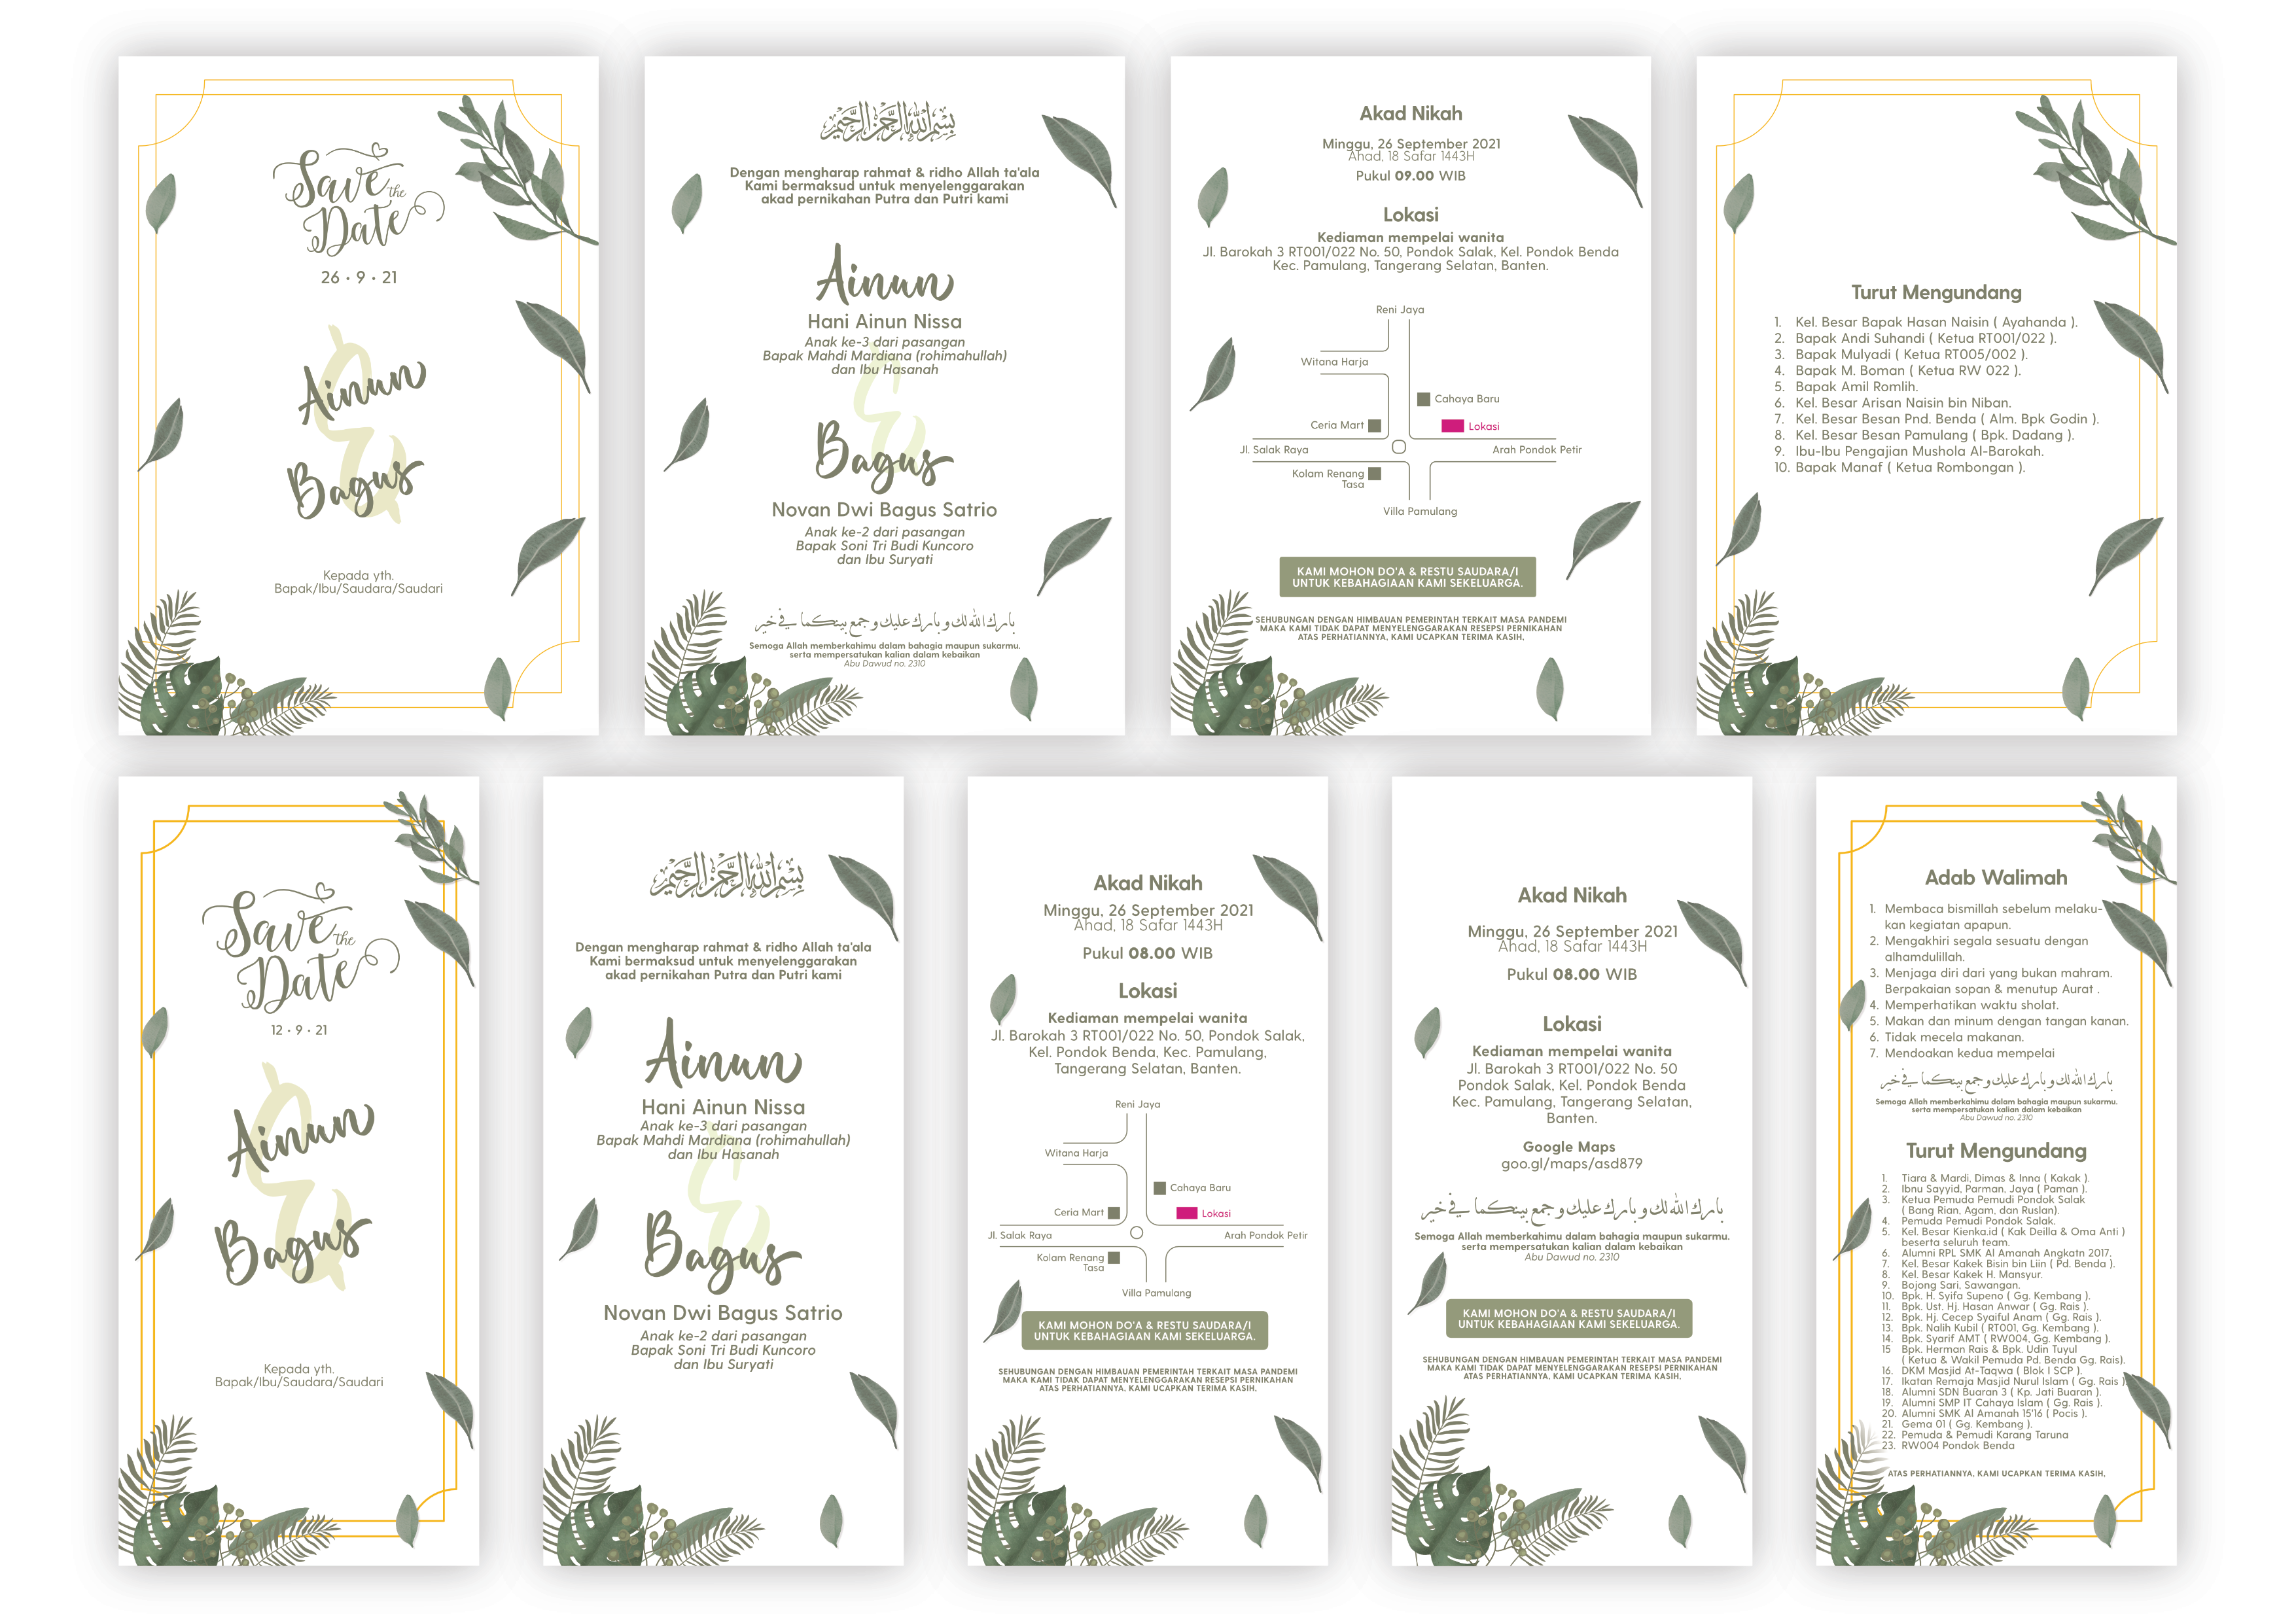 Save the
Date
26 • 9 • 21
Ainun
&
Bagus
Kepada yth.
Bapak/Ibu/Saudara/Saudari
بسم الله الرحمن الرحيم
Dengan mengharap rahmat & ridho Allah ta'ala
Kami bermaksud untuk menyelenggarakan
akad pernikahan Putra dan Putri kami
Ainun
Hani Ainun Nissa
Anak ke-3 dari pasangan
Bapak Mahdi Mardiana (rohimahullah)
dan Ibu Hasanah
&
Bagus
Novan Dwi Bagus Satrio
Anak ke-2 dari pasangan
Bapak Soni Tri Budi Kuncoro
dan Ibu Suryati
بارك الله لك و بارك عليك و جمع بينكما في خير
Semoga Allah memberkahimu dalam bahagia maupun sukarmu.
serta mempersatukan kalian dalam kebaikan
Abu Dawud no. 2310
Akad Nikah
Minggu, 26 September 2021
Ahad, 18 Safar 1443H
Pukul 09.00 WIB
Lokasi
Kediaman mempelai wanita
Jl. Barokah 3 RT001/022 No. 50, Pondok Salak, Kel. Pondok Benda
Kec. Pamulang, Tangerang Selatan, Banten.
Reni Jaya
Witana Harja
Cahaya Baru
Ceria Mart
Lokasi
Jl. Salak Raya
Arah Pondok Petir
Kolam Renang
Tasa
Villa Pamulang
KAMI MOHON DO'A & RESTU SAUDARA/I
UNTUK KEBAHAGIAAN KAMI SEKELUARGA.
SEHUBUNGAN DENGAN HIMBAUAN PEMERINTAH TERKAIT MASA PANDEMI
MAKA KAMI TIDAK DAPAT MENYELENGGARAKAN RESEPSI PERNIKAHAN
ATAS PERHATIANNYA, KAMI UCAPKAN TERIMA KASIH.
Turut Mengundang
1. Kel. Besar Bapak Hasan Naisin ( Ayahanda ).
2. Bapak Andi Suhandi ( Ketua RT001/022 ).
3. Bapak Mulyadi ( Ketua RT005/002 ).
4. Bapak M. Boman ( Ketua RW 022 ).
5. Bapak Amil Romlih.
6. Kel. Besar Arisan Naisin bin Niban.
7. Kel. Besar Besan Pnd. Benda ( Alm. Bpk Godin ).
8. Kel. Besar Besan Pamulang ( Bpk. Dadang ).
9. Ibu-Ibu Pengajian Mushola Al-Barokah.
10. Bapak Manaf ( Ketua Rombongan ).
Save the
Date
12 • 9 • 21
Ainun
&
Bagus
Kepada yth.
Bapak/Ibu/Saudara/Saudari
بسم الله الرحمن الرحيم
Dengan mengharap rahmat & ridho Allah ta'ala
Kami bermaksud untuk menyelenggarakan
akad pernikahan Putra dan Putri kami
Ainun
Hani Ainun Nissa
Anak ke-3 dari pasangan
Bapak Mahdi Mardiana (rohimahullah)
dan Ibu Hasanah
&
Bagus
Novan Dwi Bagus Satrio
Anak ke-2 dari pasangan
Bapak Soni Tri Budi Kuncoro
dan Ibu Suryati
Akad Nikah
Minggu, 26 September 2021
Ahad, 18 Safar 1443H
Pukul 08.00 WIB
Lokasi
Kediaman mempelai wanita
Jl. Barokah 3 RT001/022 No. 50, Pondok Salak,
Kel. Pondok Benda, Kec. Pamulang,
Tangerang Selatan, Banten.
Reni Jaya
Witana Harja
Cahaya Baru
Ceria Mart
Lokasi
Jl. Salak Raya
Arah Pondok Petir
Kolam Renang
Tasa
Villa Pamulang
KAMI MOHON DO'A & RESTU SAUDARA/I
UNTUK KEBAHAGIAAN KAMI SEKELUARGA.
SEHUBUNGAN DENGAN HIMBAUAN PEMERINTAH TERKAIT MASA PANDEMI
MAKA KAMI TIDAK DAPAT MENYELENGGARAKAN RESEPSI PERNIKAHAN
ATAS PERHATIANNYA, KAMI UCAPKAN TERIMA KASIH.
Akad Nikah
Minggu, 26 September 2021
Ahad, 18 Safar 1443H
Pukul 08.00 WIB
Lokasi
Kediaman mempelai wanita
Jl. Barokah 3 RT001/022 No. 50
Pondok Salak, Kel. Pondok Benda
Kec. Pamulang, Tangerang Selatan,
Banten.
Google Maps
goo.gl/maps/asd879
بارك الله لك و بارك عليك و جمع بينكما في خير
Semoga Allah memberkahimu dalam bahagia maupun sukarmu.
serta mempersatukan kalian dalam kebaikan
Abu Dawud no. 2310
KAMI MOHON DO'A & RESTU SAUDARA/I
UNTUK KEBAHAGIAAN KAMI SEKELUARGA.
SEHUBUNGAN DENGAN HIMBAUAN PEMERINTAH TERKAIT MASA PANDEMI
MAKA KAMI TIDAK DAPAT MENYELENGGARAKAN RESEPSI PERNIKAHAN
ATAS PERHATIANNYA, KAMI UCAPKAN TERIMA KASIH.
Adab Walimah
1. Membaca bismillah sebelum melaku-
kan kegiatan apapun.
2. Mengakhiri segala sesuatu dengan
alhamdulillah.
3. Menjaga diri dari yang bukan mahram.
Berpakaian sopan & menutup Aurat .
4. Memperhatikan waktu sholat.
5. Makan dan minum dengan tangan kanan.
6. Tidak mecela makanan.
7. Mendoakan kedua mempelai
بارك الله لك و بارك عليك و جمع بينكما في خير
Semoga Allah memberkahimu dalam bahagia maupun sukarmu.
serta mempersatukan kalian dalam kebaikan
Abu Dawud no. 2310
Turut Mengundang
1. Tiara & Mardi, Dimas & Inna ( Kakak ).
2. Ibnu Sayyid, Parman, Jaya ( Paman ).
3. Ketua Pemuda Pemudi Pondok Salak
( Bang Rian, Agam, dan Ruslan).
4. Pemuda Pemudi Pondok Salak.
5. Kel. Besar Kienka.id ( Kak Deilla & Oma Anti )
beserta seluruh team.
6. Alumni RPL SMK Al Amanah Angkatn 2017.
7. Kel. Besar Kakek Bisin bin Liin ( Pd. Benda ).
8. Kel. Besar Kakek H. Mansyur.
9. Bojong Sari, Sawangan.
10. Bpk. H. Syifa Supeno ( Gg. Kembang ).
11. Bpk. Ust. Hj. Hasan Anwar ( Gg. Rais ).
12. Bpk. Hj. Cecep Syaiful Anam ( Gg. Rais ).
13. Bpk. Nalih Kubil ( RT001, Gg. Kembang ).
14. Bpk. Syarif AMT ( RW004, Gg. Kembang ).
15 Bpk. Herman Rais & Bpk. Udin Tuyul
( Ketua & Wakil Pemuda Pd. Benda Gg. Rais).
16. DKM Masjid At-Taqwa ( Blok I SCP ).
17. Ikatan Remaja Masjid Nurul Islam ( Gg. Rais ).
18. Alumni SDN Buaran 3 ( Kp. Jati Buaran ).
19. Alumni SMP IT Cahaya Islam ( Gg. Rais ).
20. Alumni SMK Al Amanah 15'16 ( Pocis ).
21. Gema 01 ( Gg. Kembang ).
22. Pemuda & Pemudi Karang Taruna
23. RW004 Pondok Benda
ATAS PERHATIANNYA, KAMI UCAPKAN TERIMA KASIH.